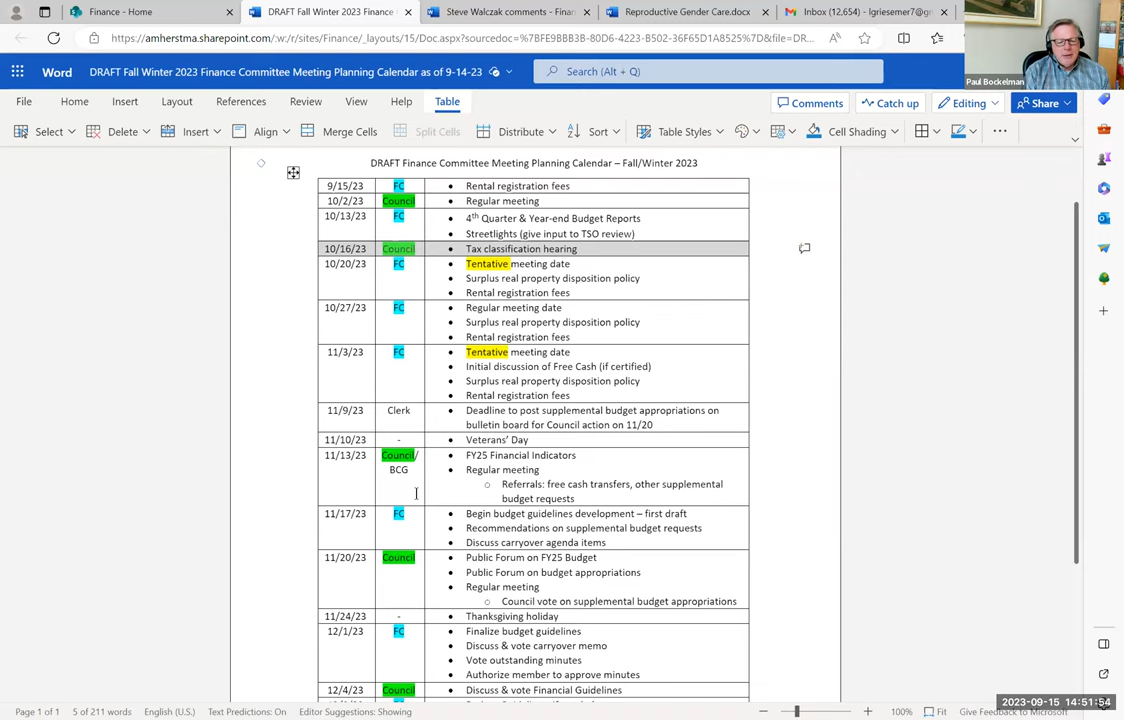 Finance - Home
DRAFT Fall Winter 2023 Finance
Steve Walczak comments - Finan
Reproductive Gender Care.docx
Inbox (12,654) - lgriesemer7@gn
https://amherstma.sharepoint.com/:w:/r/sites/Finance/_layouts/15/Doc.aspx?sourcedoc=%7BFE9BBB3B-80D6-4223-B502-36F65D1A8525%7D&file=DR...
Word
DRAFT Fall Winter 2023 Finance Committee Meeting Planning Calendar as of 9-14-23
Search (Alt + Q)
Paul Bockelman
File
Home
Insert
Layout
References
Review
View
Help
Table
Comments
Catch up
Editing
Share
Select
Delete
Insert
Align
Merge Cells
Split Cells
Distribute
Sort
Table Styles
Cell Shading
DRAFT Finance Committee Meeting Planning Calendar – Fall/Winter 2023
9/15/23 FC • Rental registration fees
10/2/23 Council • Regular meeting
10/13/23 FC • 4th Quarter & Year-end Budget Reports
• Streetlights (give input to TSO review)
10/16/23 Council • Tax classification hearing
10/20/23 FC • Tentative meeting date
• Surplus real property disposition policy
• Rental registration fees
10/27/23 FC • Regular meeting date
• Surplus real property disposition policy
• Rental registration fees
11/3/23 FC • Tentative meeting date
• Initial discussion of Free Cash (if certified)
• Surplus real property disposition policy
• Rental registration fees
11/9/23 Clerk • Deadline to post supplemental budget appropriations on
bulletin board for Council action on 11/20
11/10/23 - • Veterans’ Day
11/13/23 Council/ • FY25 Financial Indicators
BCG • Regular meeting
o Referrals: free cash transfers, other supplemental
budget requests
11/17/23 FC • Begin budget guidelines development – first draft
• Recommendations on supplemental budget requests
• Discuss carryover agenda items
11/20/23 Council • Public Forum on FY25 Budget
• Public Forum on budget appropriations
• Regular meeting
o Council vote on supplemental budget appropriations
11/24/23 - • Thanksgiving holiday
12/1/23 FC • Finalize budget guidelines
• Discuss & vote carryover memo
• Vote outstanding minutes
• Authorize member to approve minutes
12/4/23 Council • Discuss & vote Financial Guidelines
Page 1 of 1
5 of 211 words
English (U.S.)
Text Predictions: On
Editor Suggestions: Showing
100%
Fit
Give Feedback to Microsoft
2023-09-15 14:51:54